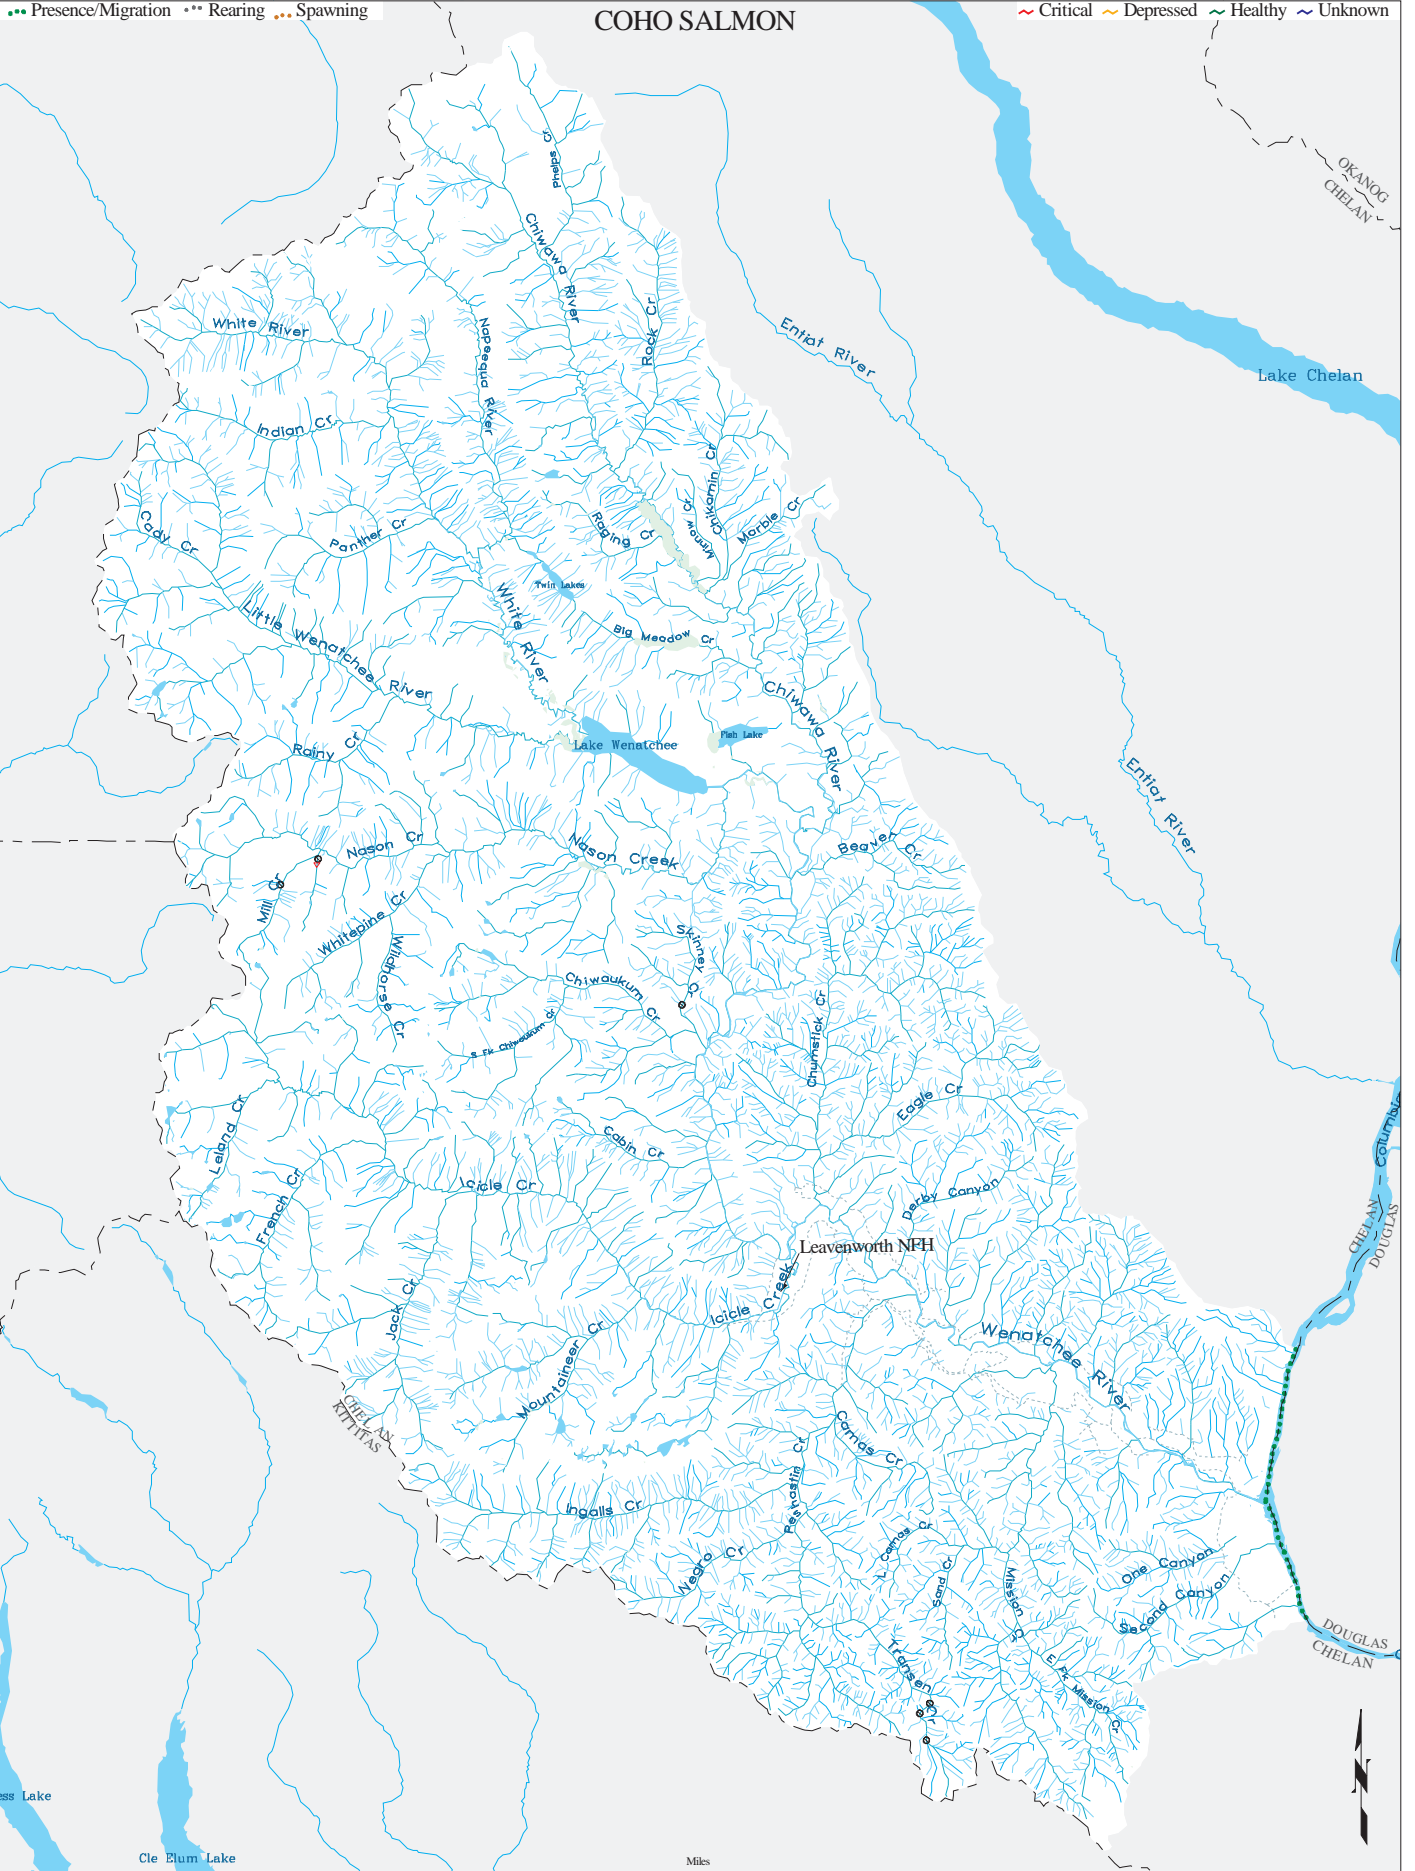 Presence/Migration Rearing Spawning
COHO SALMON
Critical Depressed Healthy Unknown
OKANOG
CHELAN
Phelps Cr
Chiwawa River
Rock Cr
White River
Napeequa River
Entiat River
Lake Chelan
Indian Cr
Cady Cr
Panther Cr
Raging Cr
Minnow Cr
Chikamin Cr
Marble Cr
Twin Lakes
White River
Big Meadow Cr
Little Wenatchee River
Chiwawa River
Rainy Cr
Lake Wenatchee
Fish Lake
Entiat River
Nason Cr
Nason Creek
Beaver Cr
Mill Cr
Whitepine Cr
Wildhorse Cr
Skinney Cr
Chiwaukum Cr
S Fk Chiwaukum Cr
Chumstick Cr
Eagle Cr
Leland Cr
Cabin Cr
French Cr
Icicle Cr
Derby Canyon
Columbia
CHELAN
DOUGLAS
Leavenworth NFH
Icicle Creek
Jack Cr
Mountaineer Cr
Wenatchee River
CHELAN
KITTITAS
Camas Cr
Peshastin Cr
Ingalls Cr
Negro Cr
L Camas Cr
Sand Cr
Mission Cr
One Canyon
Second Canyon
Transen Cr
E Fk Mission Cr
DOUGLAS
CHELAN
C
N
ess Lake
Cle Elum Lake
Miles